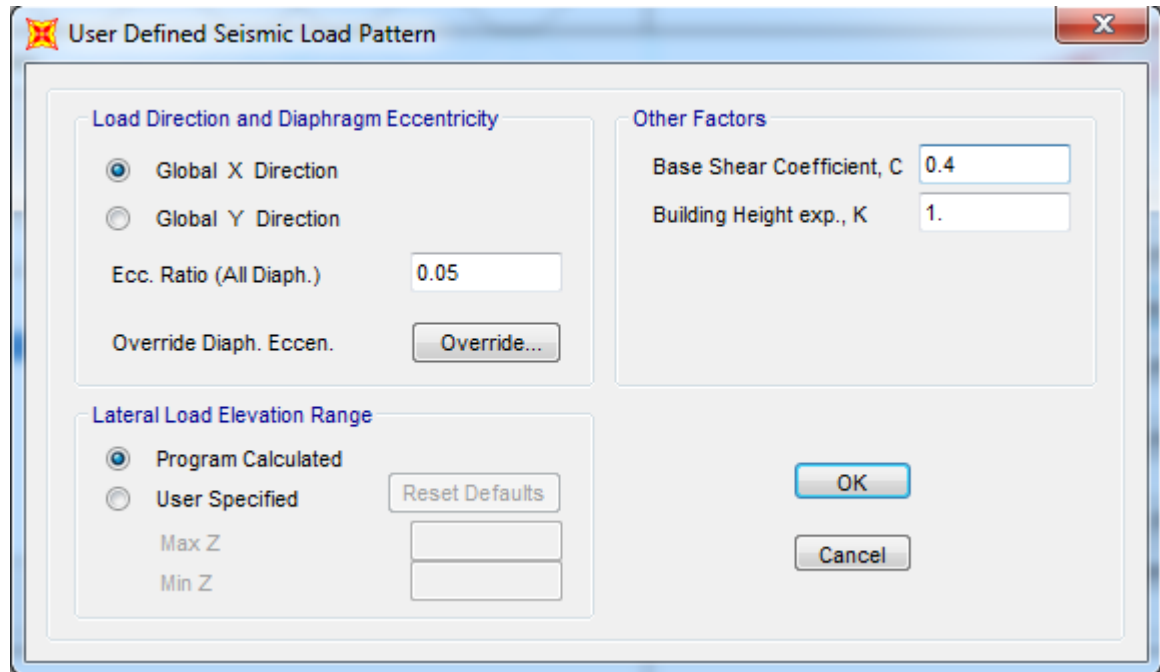 User Defined Seismic Load Pattern
X
Load Direction and Diaphragm Eccentricity
Global X Direction
Global Y Direction
Ecc. Ratio (All Diaph.) 0.05
Override Diaph. Eccen. Override...
Other Factors
Base Shear Coefficient, C 0.4
Building Height exp., K 1.
Lateral Load Elevation Range
Program Calculated
User Specified Reset Defaults
Max Z
Min Z
OK
Cancel